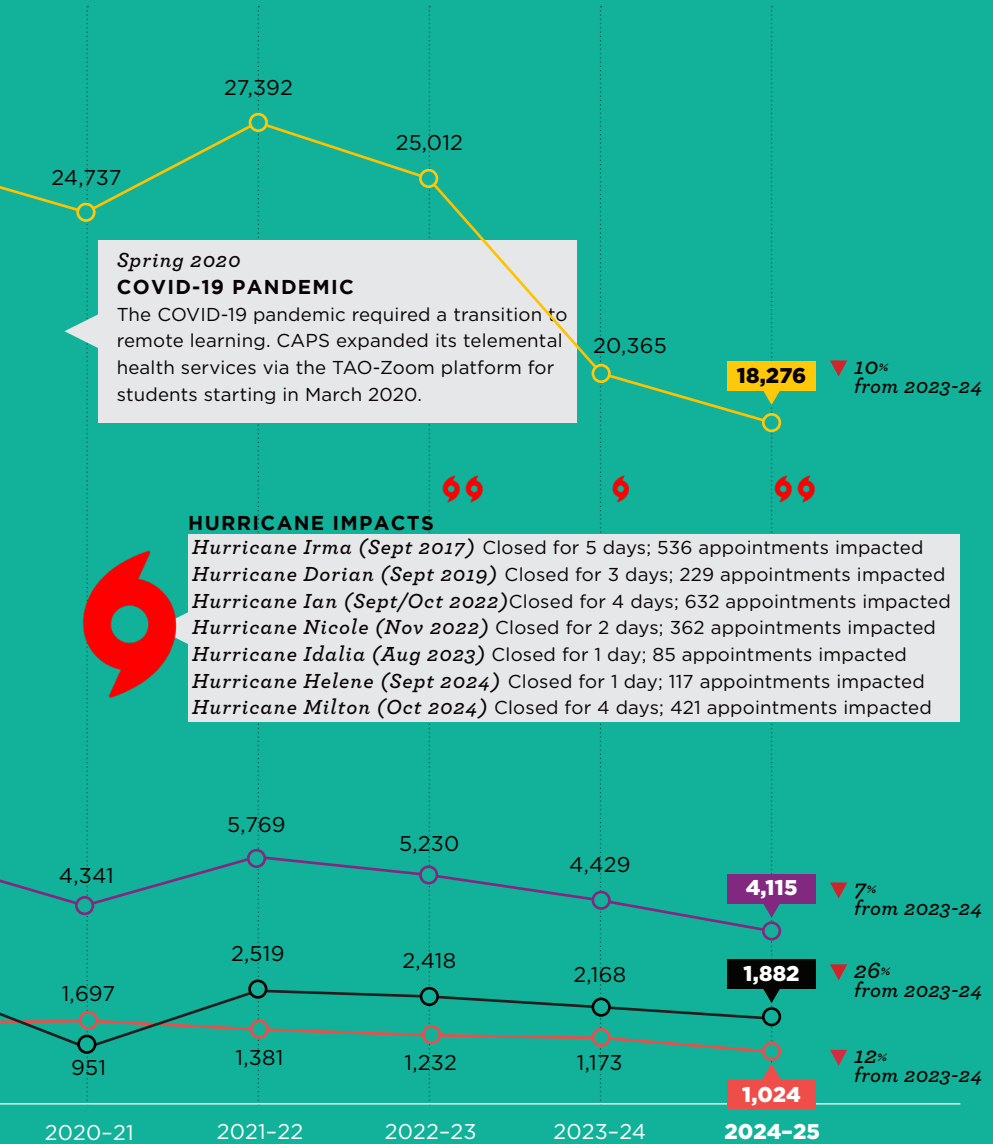 27,392
25,012
24,737
Spring 2020
COVID-19 PANDEMIC
The COVID-19 pandemic required a transition to
remote learning. CAPS expanded its telemental
health services via the TAO-Zoom platform for
students starting in March 2020.
20,365
18,276
10%
from 2023-24
HURRICANE IMPACTS
Hurricane Irma (Sept 2017) Closed for 5 days; 536 appointments impacted
Hurricane Dorian (Sept 2019) Closed for 3 days; 229 appointments impacted
Hurricane Ian (Sept/Oct 2022)Closed for 4 days; 632 appointments impacted
Hurricane Nicole (Nov 2022) Closed for 2 days; 362 appointments impacted
Hurricane Idalia (Aug 2023) Closed for 1 day; 85 appointments impacted
Hurricane Helene (Sept 2024) Closed for 1 day; 117 appointments impacted
Hurricane Milton (Oct 2024) Closed for 4 days; 421 appointments impacted
4,341
5,769
5,230
4,429
4,115
7%
from 2023-24
1,697
2,519
2,418
2,168
1,882
26%
from 2023-24
951
1,381
1,232
1,173
1,024
12%
from 2023-24
2020–21
2021–22
2022–23
2023–24
2024–25